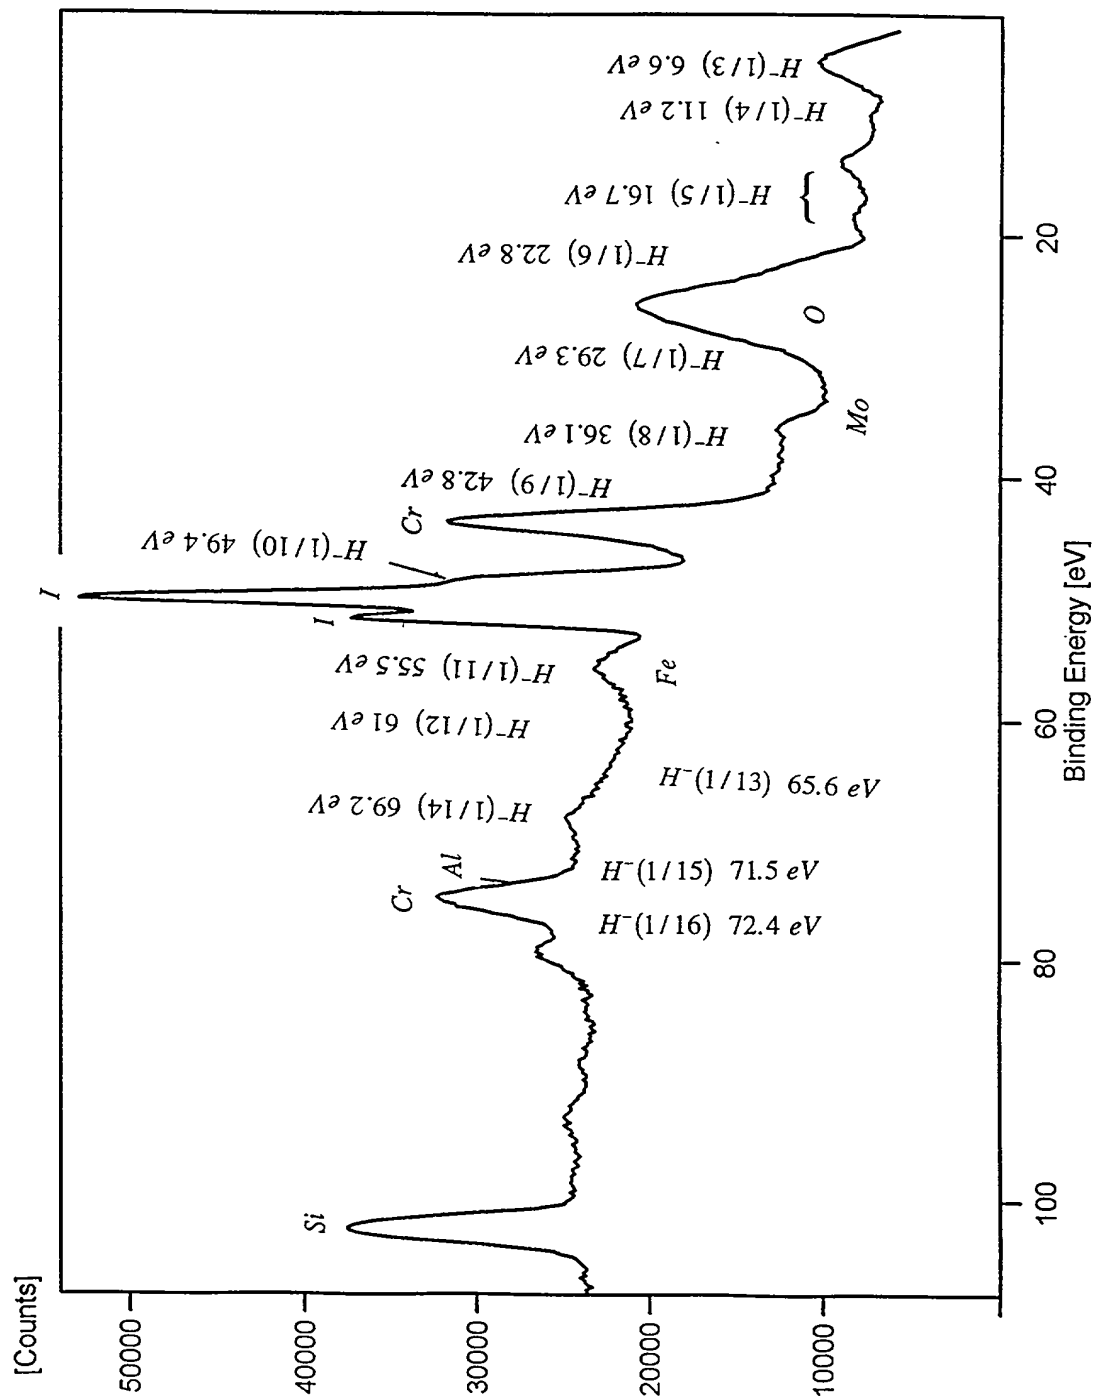 [Counts]
50000
40000
30000
20000
10000
100
80
60
40
20
Binding Energy [eV]
Si
Cr
Al
H⁻(1/16) 72.4 eV
H⁻(1/15) 71.5 eV
H⁻(1/14) 69.2 eV
H⁻H⁻(1/13) 65.6 eV
H⁻(1/12) 61 eV
H⁻(1/11) 55.5 eV
Fe
I
I
H⁻(1/10) 49.4 eV
Cr
H⁻(1/9) 42.8 eV
H⁻(1/8) 36.1 eV
Mo
H⁻(1/7) 29.3 eV
O
H⁻(1/6) 22.8 eV
H⁻(1/5) 16.7 eV
}
H⁻(1/4) 11.2 eV
H⁻(1/3) 6.6 eV